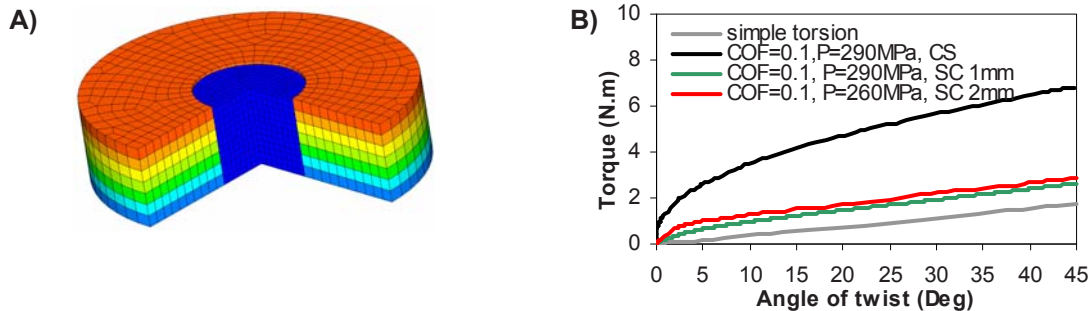 A)
B)
10
8
6
4
2
0
Torque (N.m)
simple torsion
COF=0.1,P=290MPa, CS
COF=0.1, P=290MPa, SC 1mm
COF=0.1, P=260MPa, SC 2mm
0 5 10 15 20 25 30 35 40 45
Angle of twist (Deg)